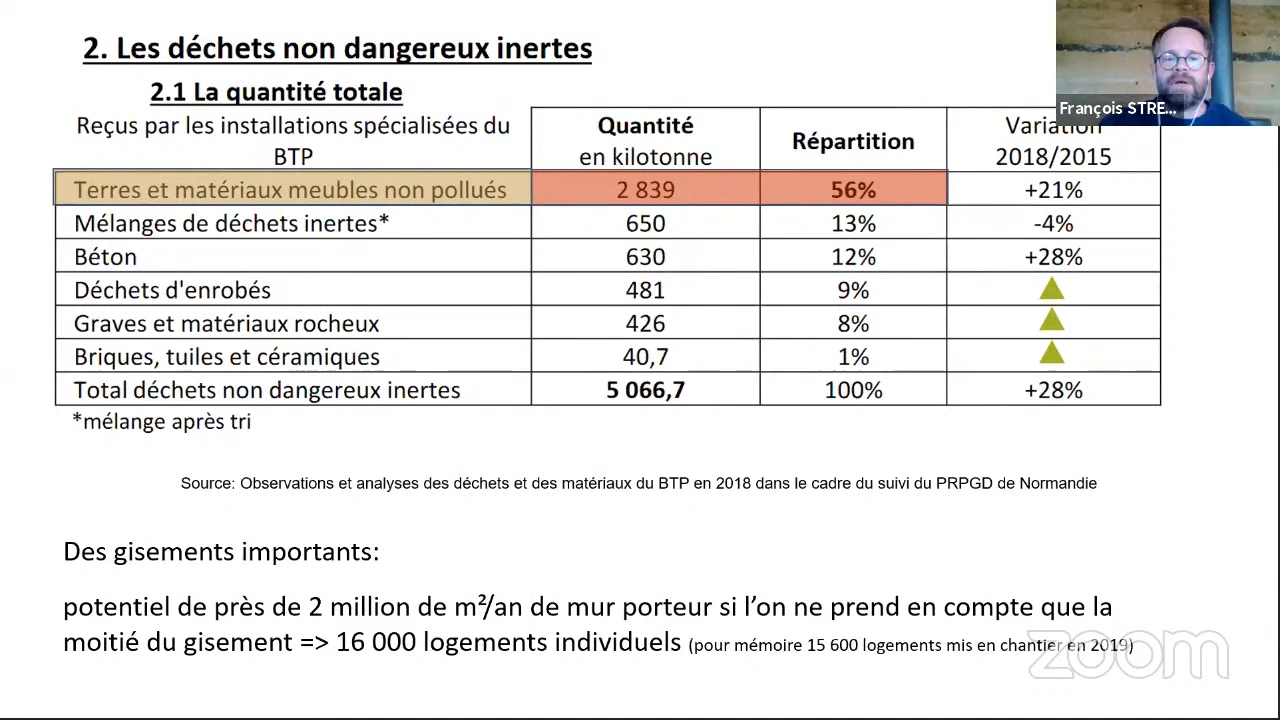 2. Les déchets non dangereux inertes
2.1 La quantité totale
François STRE...
Reçus par les installations spécialisées du BTP
Quantité en kilotonne
Répartition
Variation 2018/2015
Terres et matériaux meubles non pollués 2 839 56% +21%
Mélanges de déchets inertes* 650 13% -4%
Béton 630 12% +28%
Déchets d'enrobés 481 9%
Graves et matériaux rocheux 426 8%
Briques, tuiles et céramiques 40,7 1%
Total déchets non dangereux inertes 5 066,7 100% +28%
*mélange après tri
Source: Observations et analyses des déchets et des matériaux du BTP en 2018 dans le cadre du suivi du PRPGD de Normandie
Des gisements importants:
potentiel de près de 2 million de m²/an de mur porteur si l’on ne prend en compte que la
moitié du gisement => 16 000 logements individuels (pour mémoire 15 600 logements mis en chantier en 2019)
zoom